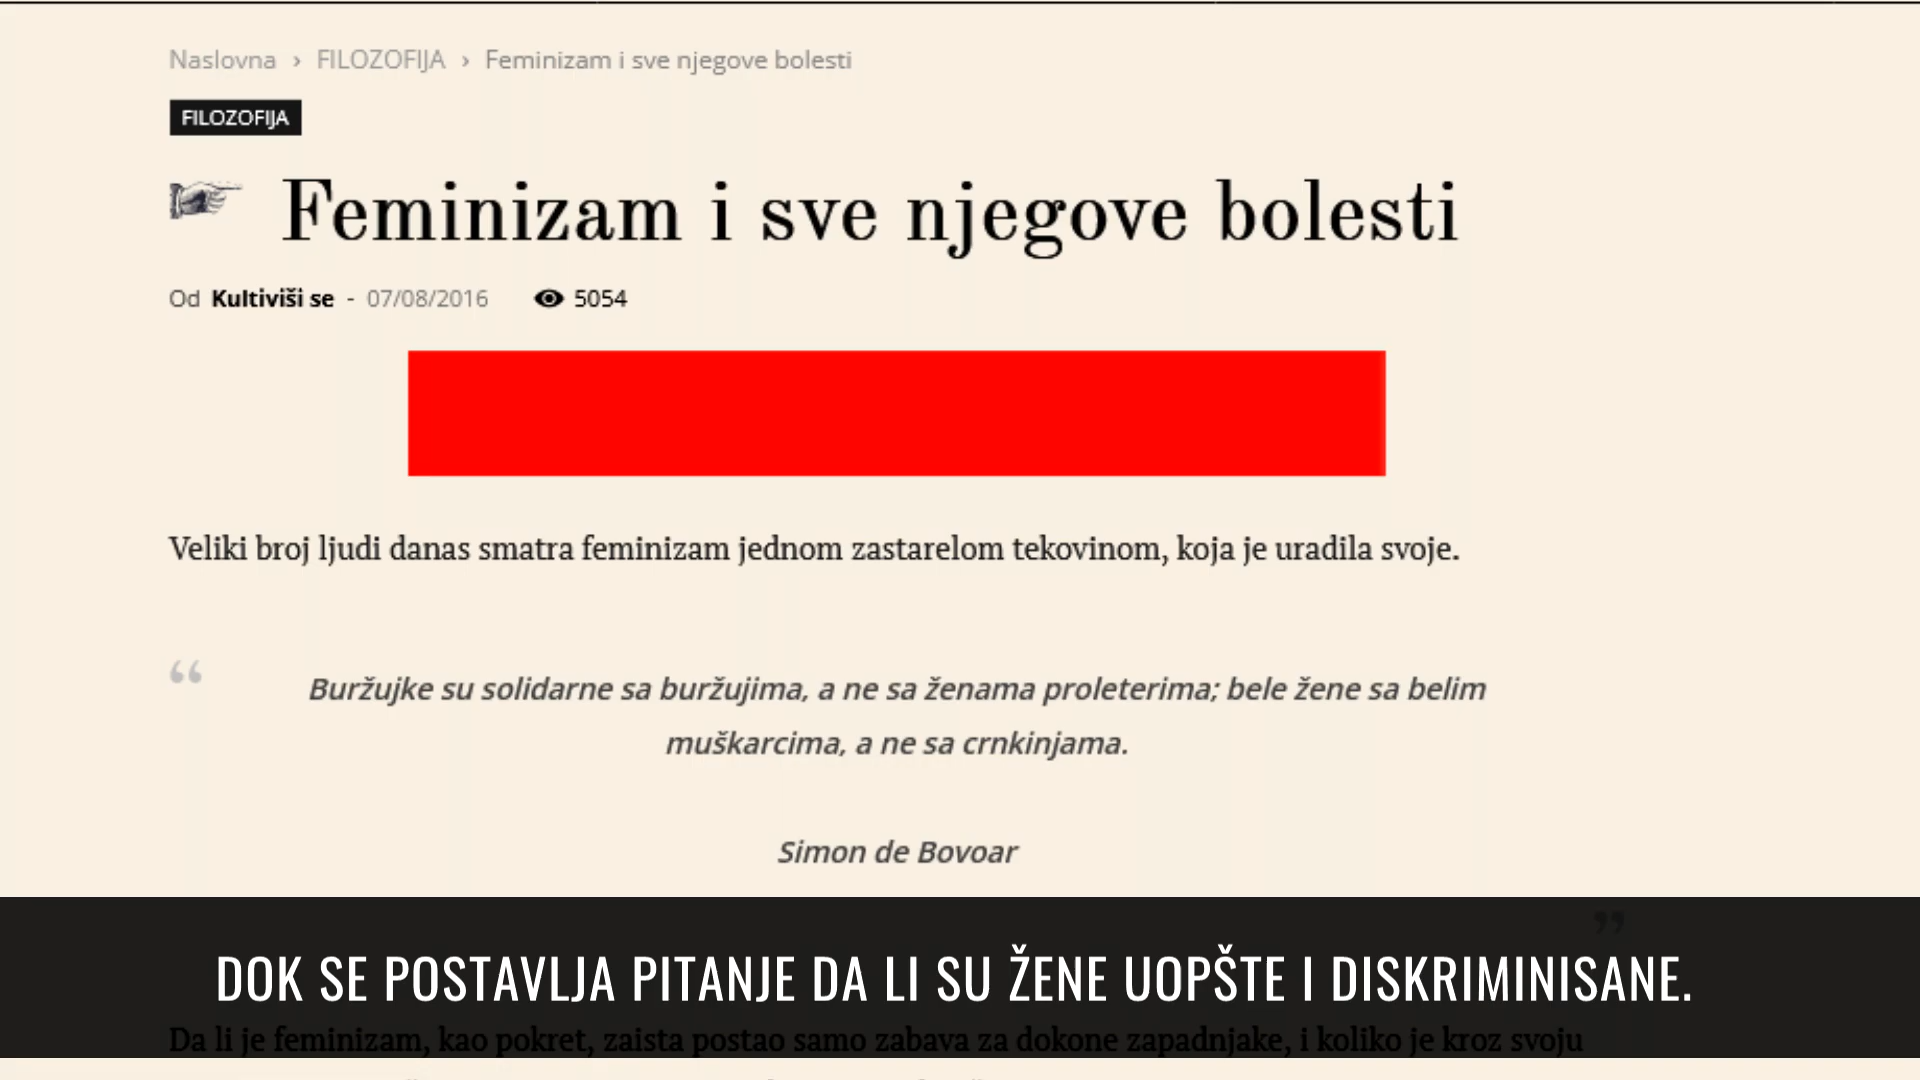 Naslovna › FILOZOFIJA › Feminizam i sve njegove bolesti
FILOZOFIJA
Feminizam i sve njegove bolesti
Od Kultiviši se - 07/08/2016 5054
Veliki broj ljudi danas smatra feminizam jednom zastarelom tekovinom, koja je uradila svoje.
“
Buržujke su solidarne sa buržujima, a ne sa ženama proleterima; bele žene sa belim
muškarcima, a ne sa crnkinjama.
Simon de Bovoar
”
DOK SE POSTAVLJA PITANJE DA LI SU ŽENE UOPŠTE I DISKRIMINISANE.
Da li je feminizam, kao pokret, zaista postao samo zabava za dokone zapadnjake, i koliko je kroz svoju